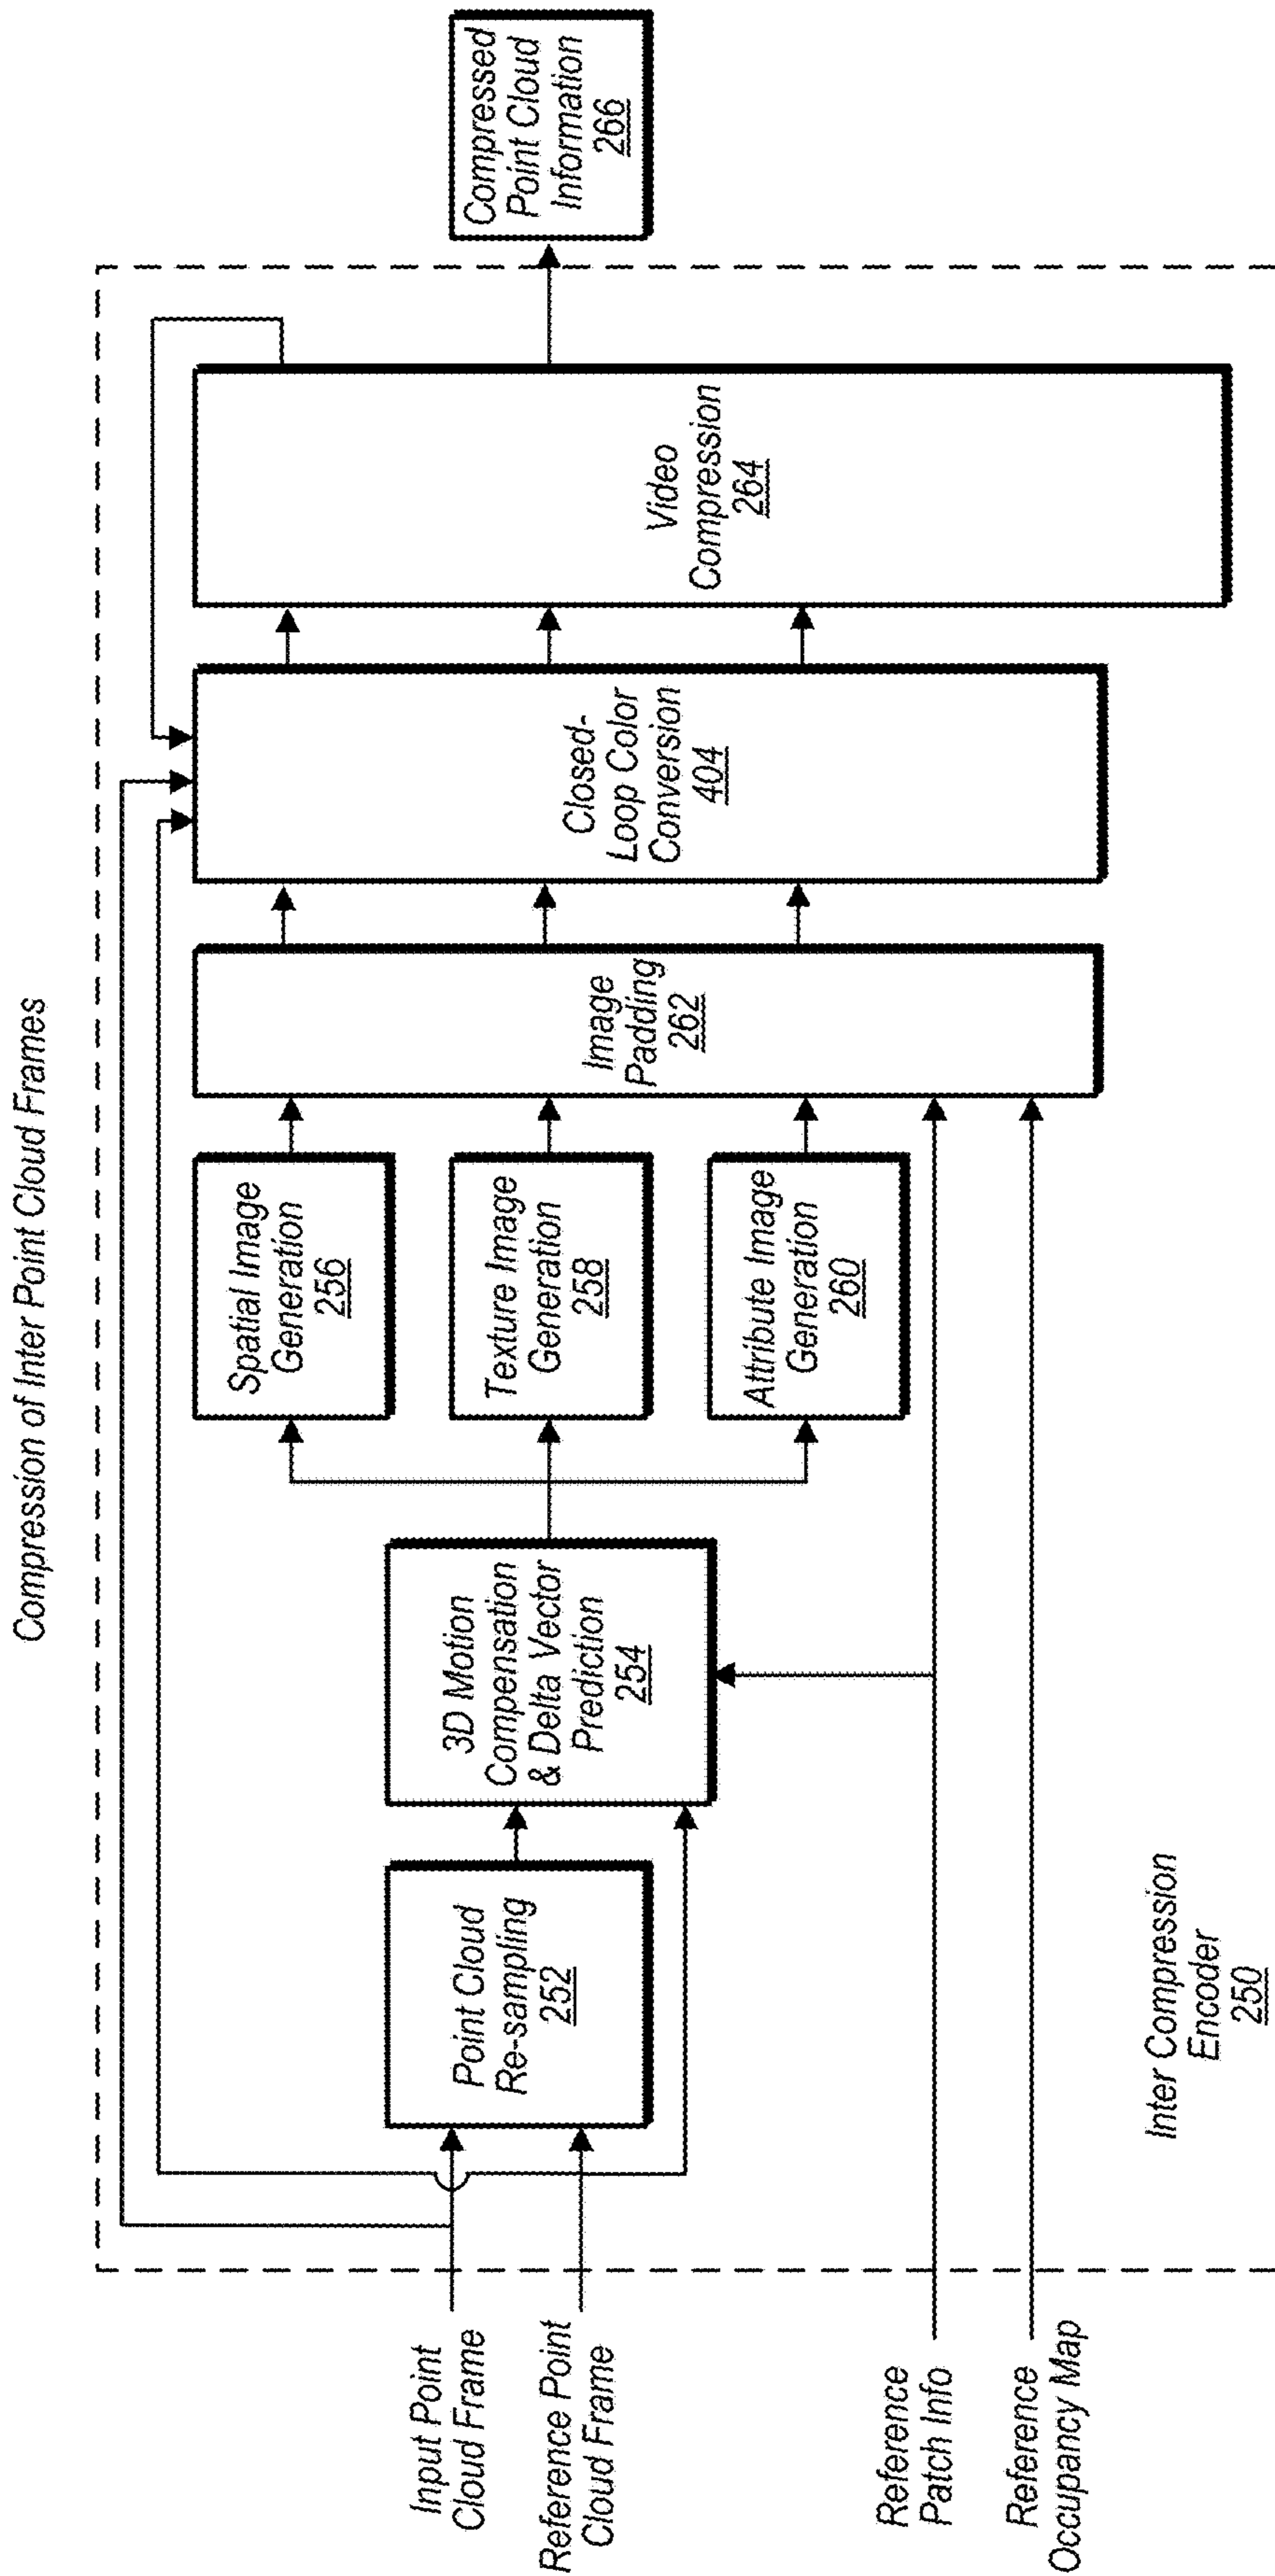 Compression of Inter Point Cloud Frames
Input Point
Cloud Frame
Reference Point
Cloud Frame
Reference
Patch Info
Reference
Occupancy Map
Point Cloud
Re-sampling
252
3D Motion
Compensation
& Delta Vector
Prediction
254
Spatial Image
Generation
256
Texture Image
Generation
258
Attribute Image
Generation
260
Image
Padding
262
Closed-
Loop Color
Conversion
404
Video
Compression
264
Compressed
Point Cloud
Information
266
Inter Compression
Encoder
250